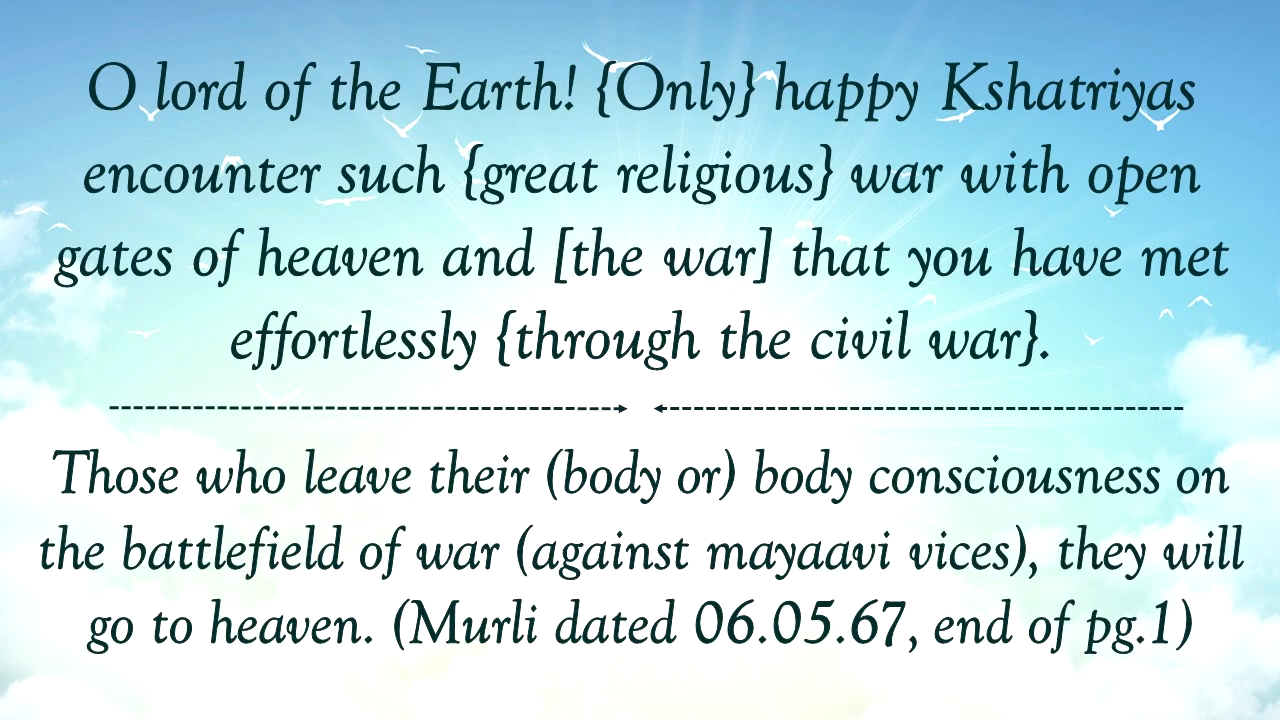 O lord of the Earth! {Only} happy Kshatriyas
encounter such {great religious} war with open
gates of heaven and [the war] that you have met
effortlessly {through the civil war}.
Those who leave their (body or) body consciousness on
the battlefield of war (against mayaavi vices), they will
go to heaven. (Murli dated 06.05.67, end of pg.1)